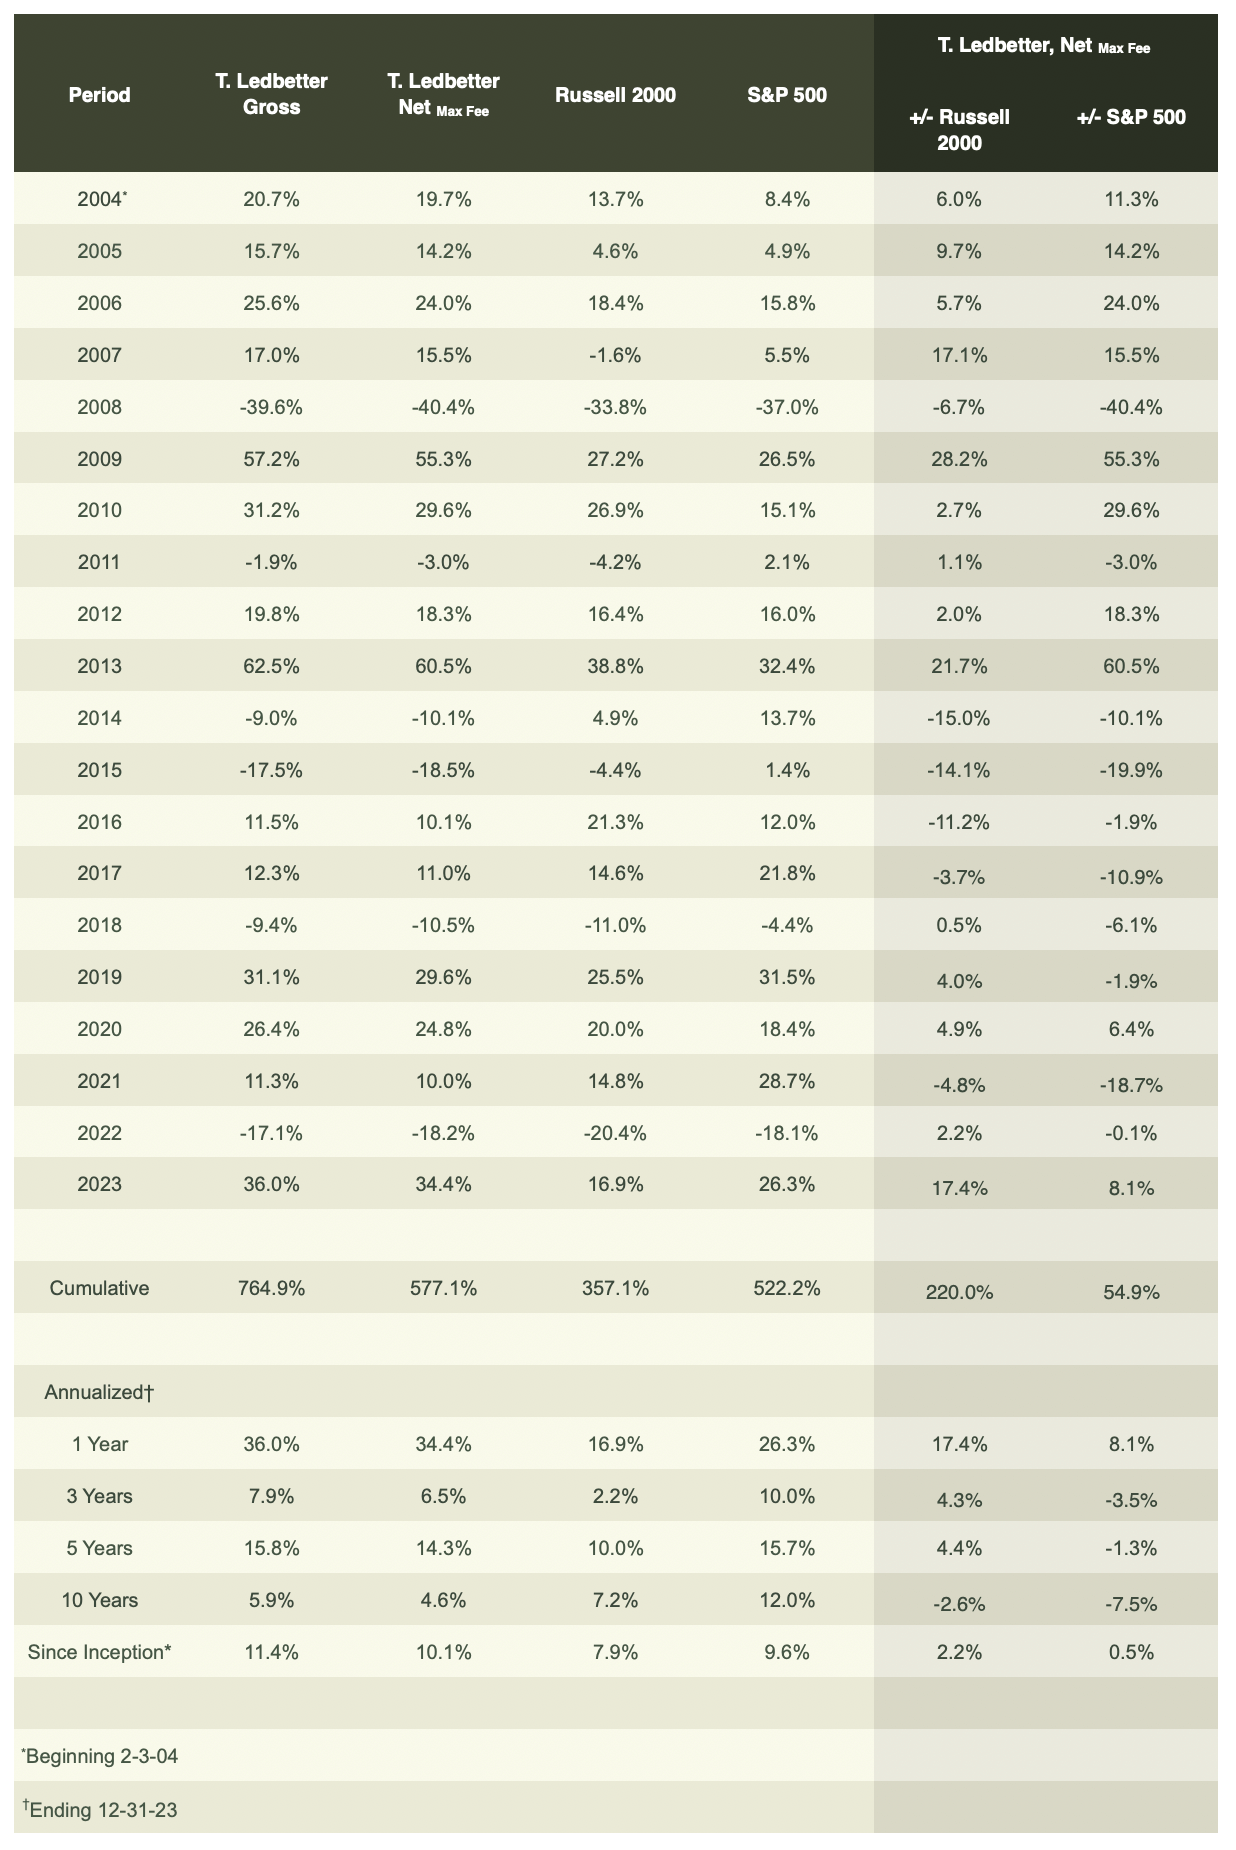 T. Ledbetter, Net Max Fee
Period T. Ledbetter Gross T. Ledbetter Net Max Fee Russell 2000 S&P 500 +/- Russell 2000 +/- S&P 500
2004* 20.7% 19.7% 13.7% 8.4% 6.0% 11.3%
2005 15.7% 14.2% 4.6% 4.9% 9.7% 14.2%
2006 25.6% 24.0% 18.4% 15.8% 5.7% 24.0%
2007 17.0% 15.5% -1.6% 5.5% 17.1% 15.5%
2008 -39.6% -40.4% -33.8% -37.0% -6.7% -40.4%
2009 57.2% 55.3% 27.2% 26.5% 28.2% 55.3%
2010 31.2% 29.6% 26.9% 15.1% 2.7% 29.6%
2011 -1.9% -3.0% -4.2% 2.1% 1.1% -3.0%
2012 19.8% 18.3% 16.4% 16.0% 2.0% 18.3%
2013 62.5% 60.5% 38.8% 32.4% 21.7% 60.5%
2014 -9.0% -10.1% 4.9% 13.7% -15.0% -10.1%
2015 -17.5% -18.5% -4.4% 1.4% -14.1% -19.9%
2016 11.5% 10.1% 21.3% 12.0% -11.2% -1.9%
2017 12.3% 11.0% 14.6% 21.8% -3.7% -10.9%
2018 -9.4% -10.5% -11.0% -4.4% 0.5% -6.1%
2019 31.1% 29.6% 25.5% 31.5% 4.0% -1.9%
2020 26.4% 24.8% 20.0% 18.4% 4.9% 6.4%
2021 11.3% 10.0% 14.8% 28.7% -4.8% -18.7%
2022 -17.1% -18.2% -20.4% -18.1% 2.2% -0.1%
2023 36.0% 34.4% 16.9% 26.3% 17.4% 8.1%
Cumulative 764.9% 577.1% 357.1% 522.2% 220.0% 54.9%
Annualized†
1 Year 36.0% 34.4% 16.9% 26.3% 17.4% 8.1%
3 Years 7.9% 6.5% 2.2% 10.0% 4.3% -3.5%
5 Years 15.8% 14.3% 10.0% 15.7% 4.4% -1.3%
10 Years 5.9% 4.6% 7.2% 12.0% -2.6% -7.5%
Since Inception* 11.4% 10.1% 7.9% 9.6% 2.2% 0.5%
*Beginning 2-3-04
†Ending 12-31-23